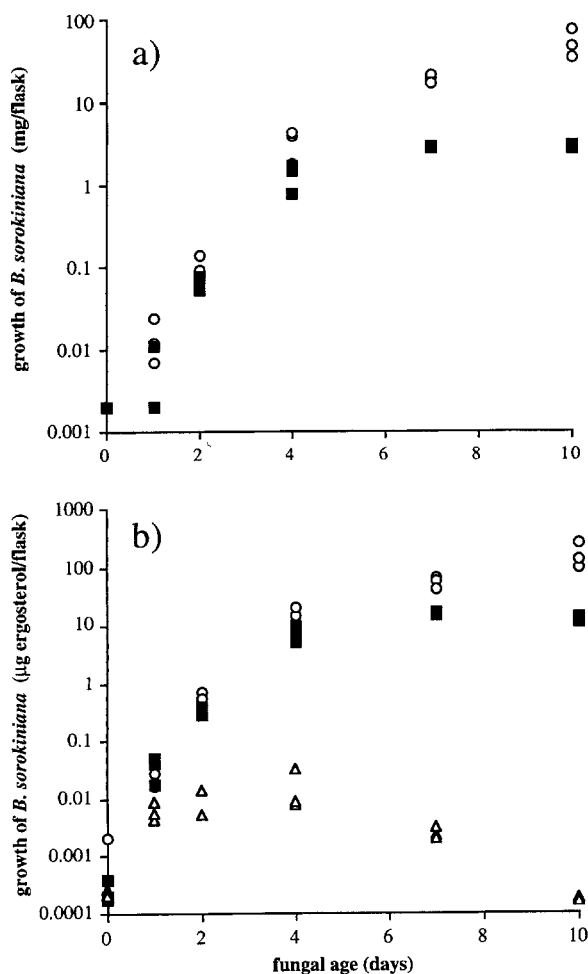 a)
growth of B. sorokiniana (mg/flask)
100
10
1
0.1
0.01
0.001
0 2 4 6 8 10
b)
growth of B. sorokiniana (µg ergosterol/flask)
1000
100
10
1
0.1
0.01
0.001
0.0001
0 2 4 6 8 10
fungal age (days)